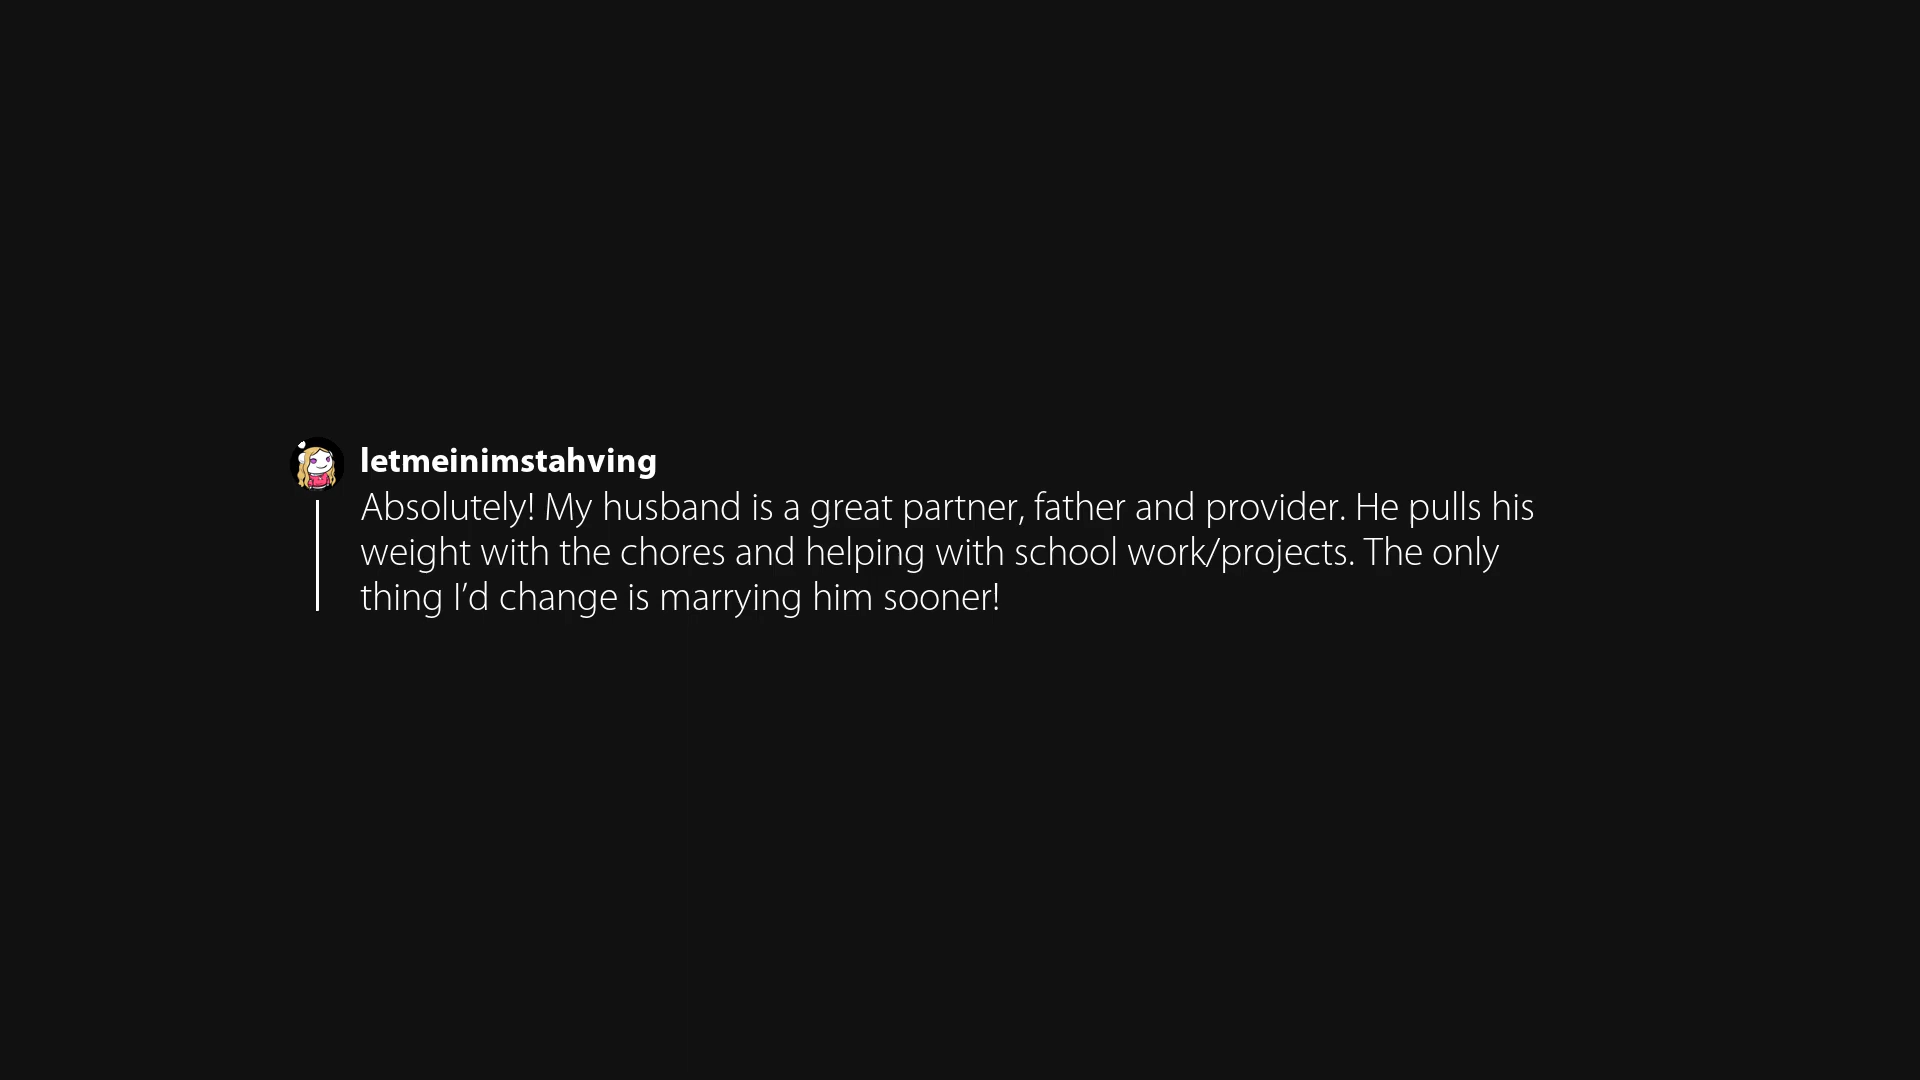 letmeinimstahving
Absolutely! My husband is a great partner, father and provider. He pulls his
weight with the chores and helping with school work/projects. The only
thing I’d change is marrying him sooner!